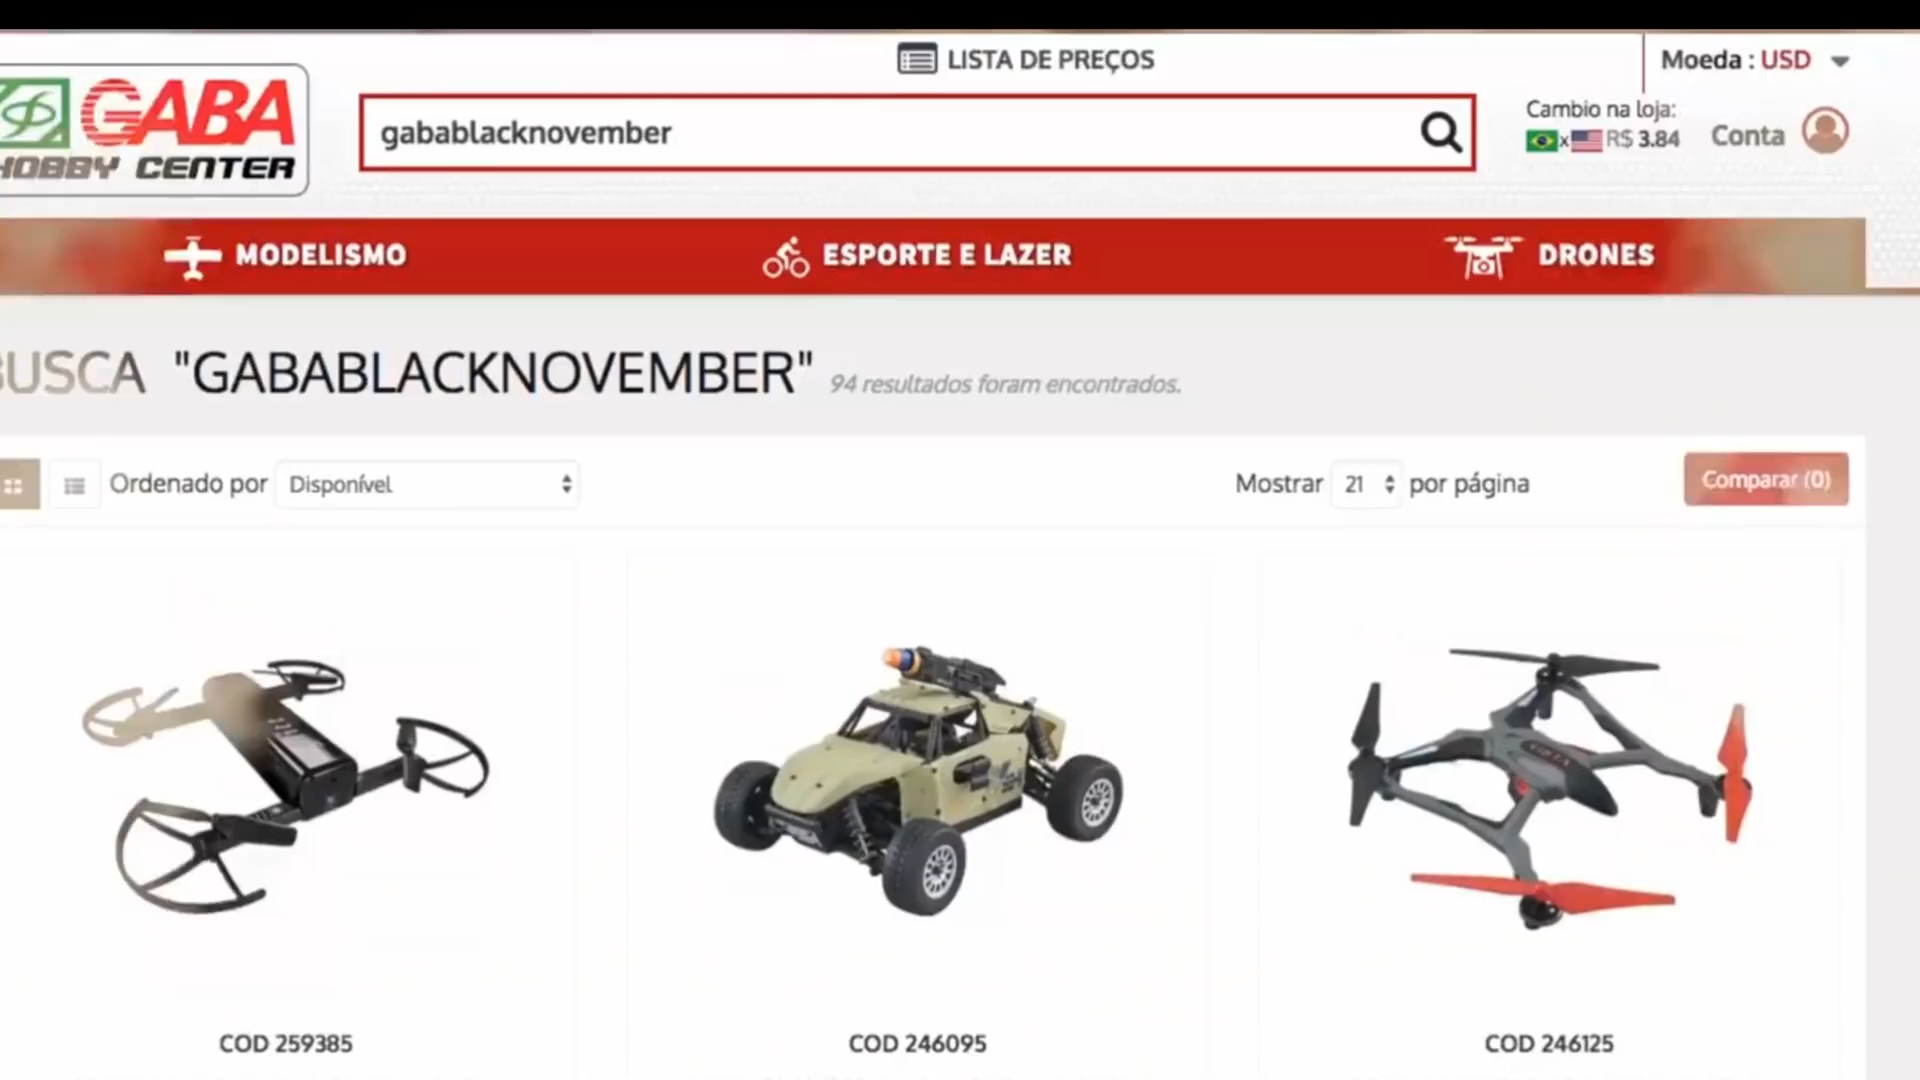 LISTA DE PREÇOS
Moeda : USD
GABA
HOBBY CENTER
gabablacknovember
Cambio na loja:
x R$ 3.84
Conta
MODELISMO
ESPORTE E LAZER
DRONES
BUSCA "GABABLACKNOVEMBER" 94 resultados foram encontrados.
Ordenado por Disponível
Mostrar 21 por página
Comparar (0)
COD 259385
COD 246095
COD 246125